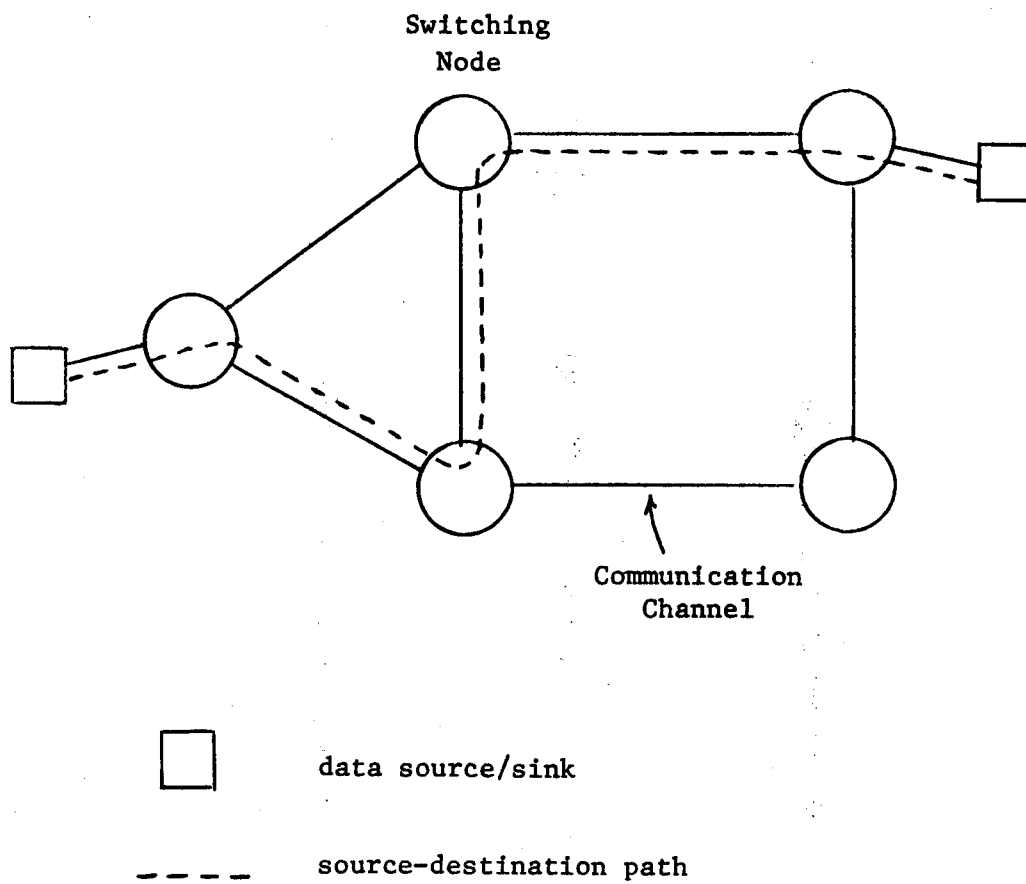 Switching
Node
Communication
Channel
data source/sink
source-destination path